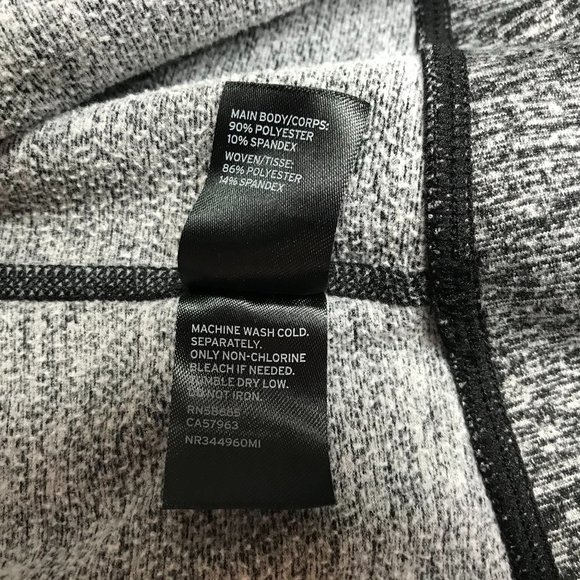 MAIN BODY/CORPS:
90% POLYESTER
10% SPANDEX
WOVEN/TISSE:
86% POLYESTER
14% SPANDEX
MACHINE WASH COLD.
SEPARATELY.
ONLY NON-CHLORINE
BLEACH IF NEEDED.
TUMBLE DRY LOW.
DO NOT IRON.
RN58685
CA57963
NR344960MI